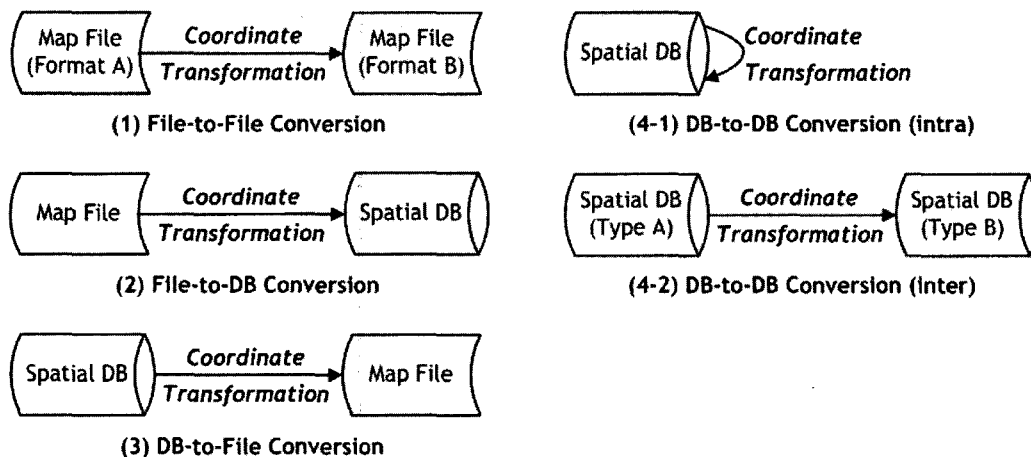 Map File
(Format A)
Coordinate
Transformation
Map File
(Format B)
(1) File-to-File Conversion
Spatial DB
Coordinate
Transformation
(4-1) DB-to-DB Conversion (intra)
Map File
Coordinate
Transformation
Spatial DB
(2) File-to-DB Conversion
Spatial DB
(Type A)
Coordinate
Transformation
Spatial DB
(Type B)
(4-2) DB-to-DB Conversion (inter)
Spatial DB
Coordinate
Transformation
Map File
(3) DB-to-File Conversion